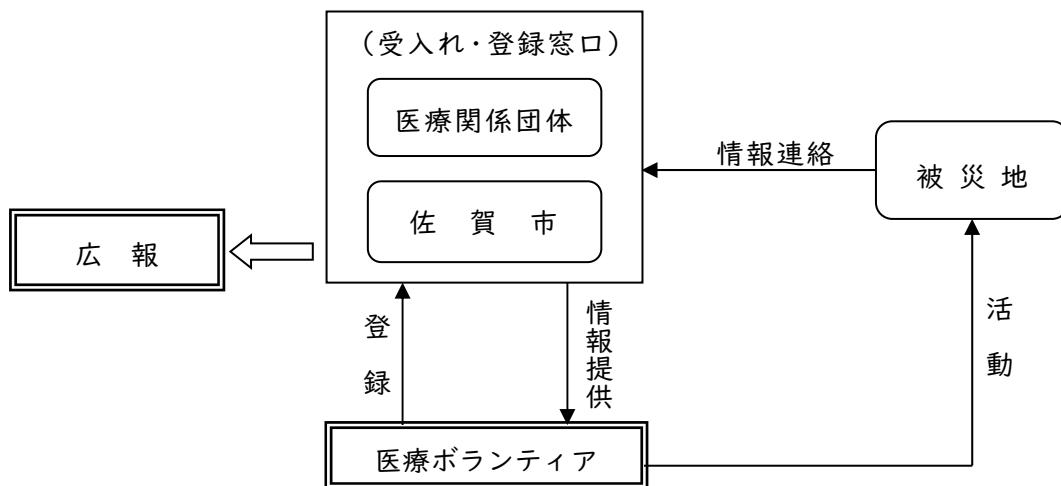 （受入れ・登録窓口）
医療関係団体
佐賀市
情報連絡
被災地
広報
登録
情報提供
活動
医療ボランティア